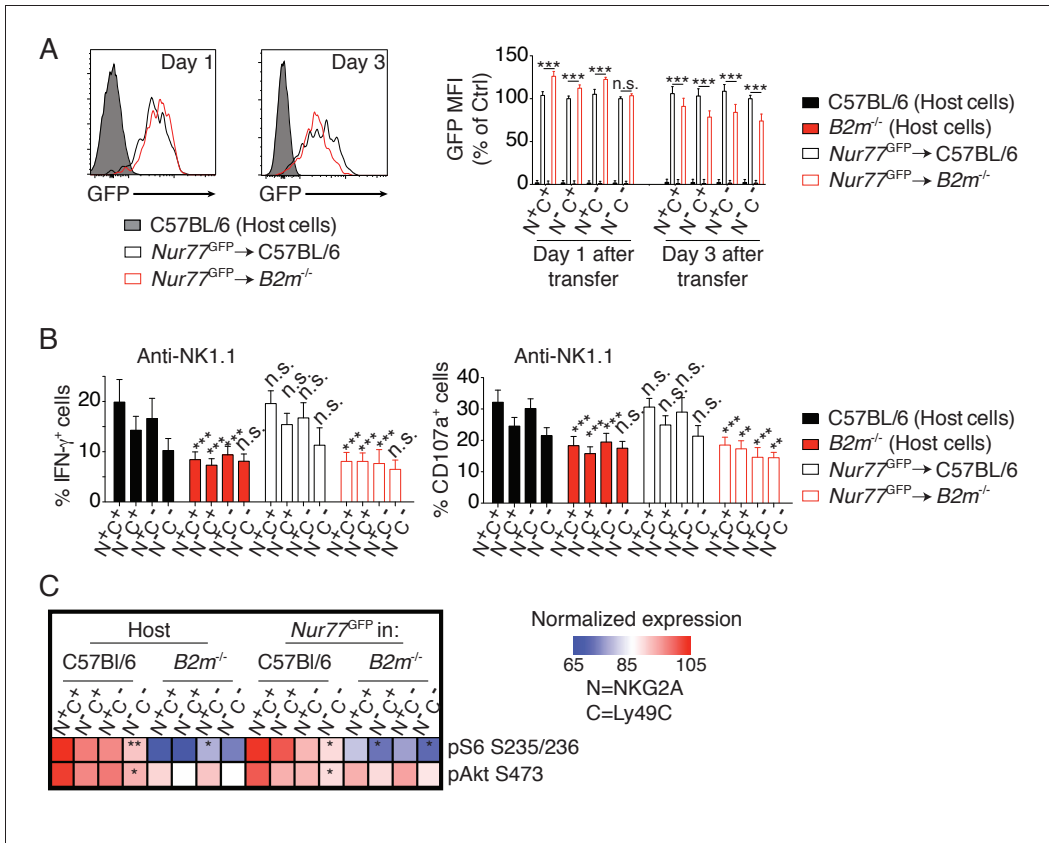 A
Day 1
Day 3
GFP
GFP
C57BL/6 (Host cells)
Nur77GFP→C57BL/6
Nur77GFP→B2m-/-
GFP MFI
(% of Ctrl)
150
100
50
0
*** *** *** n.s. *** *** *** ***
N+C+ N-C+ N+C- N-C- N+C+ N-C+ N+C- N-C-
Day 1 after transfer
Day 3 after transfer
C57BL/6 (Host cells)
B2m-/- (Host cells)
Nur77GFP→C57BL/6
Nur77GFP→B2m-/-
B
Anti-NK1.1
% IFN-γ+ cells
20
10
0
*** *** *** n.s. n.s. n.s. n.s. n.s. *** *** *** n.s.
N+C+ N-C+ N+C- N-C- N+C+ N-C+ N+C- N-C- N+C+ N-C+ N+C- N-C- N+C+ N-C+ N+C- N-C-
Anti-NK1.1
% CD107a+ cells
40
30
20
10
0
*** *** *** n.s. n.s. n.s. n.s. n.s. *** ** *** **
N+C+ N-C+ N+C- N-C- N+C+ N-C+ N+C- N-C- N+C+ N-C+ N+C- N-C- N+C+ N-C+ N+C- N-C-
C57BL/6 (Host cells)
B2m-/- (Host cells)
Nur77GFP→C57BL/6
Nur77GFP→B2m-/-
C
Host
Nur77GFP in:
C57Bl/6
B2m-/-
C57Bl/6
B2m-/-
N+C+ N-C+ N+C- N-C- N+C+ N-C+ N+C- N-C- N+C+ N-C+ N+C- N-C- N+C+ N-C+ N+C- N-C-
** * * * * pS6 S235/236
* * pAkt S473
Normalized expression
65 85 105
N=NKG2A
C=Ly49C